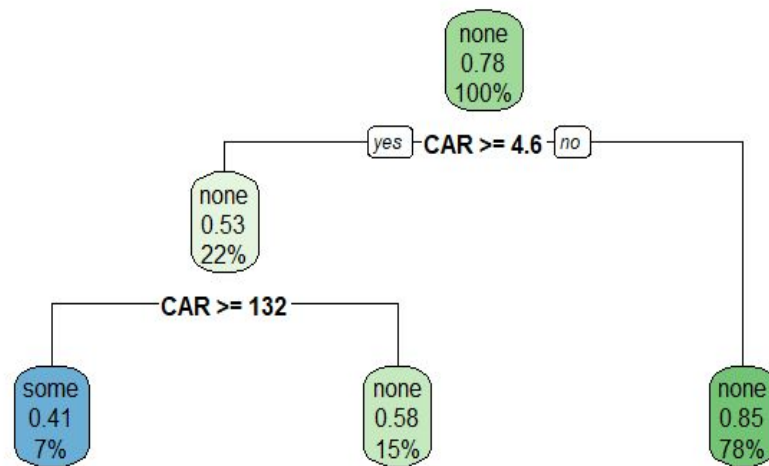 none
0.78
100%
yes CAR >= 4.6 no
none
0.53
22%
CAR >= 132
some
0.41
7%
none
0.58
15%
none
0.85
78%